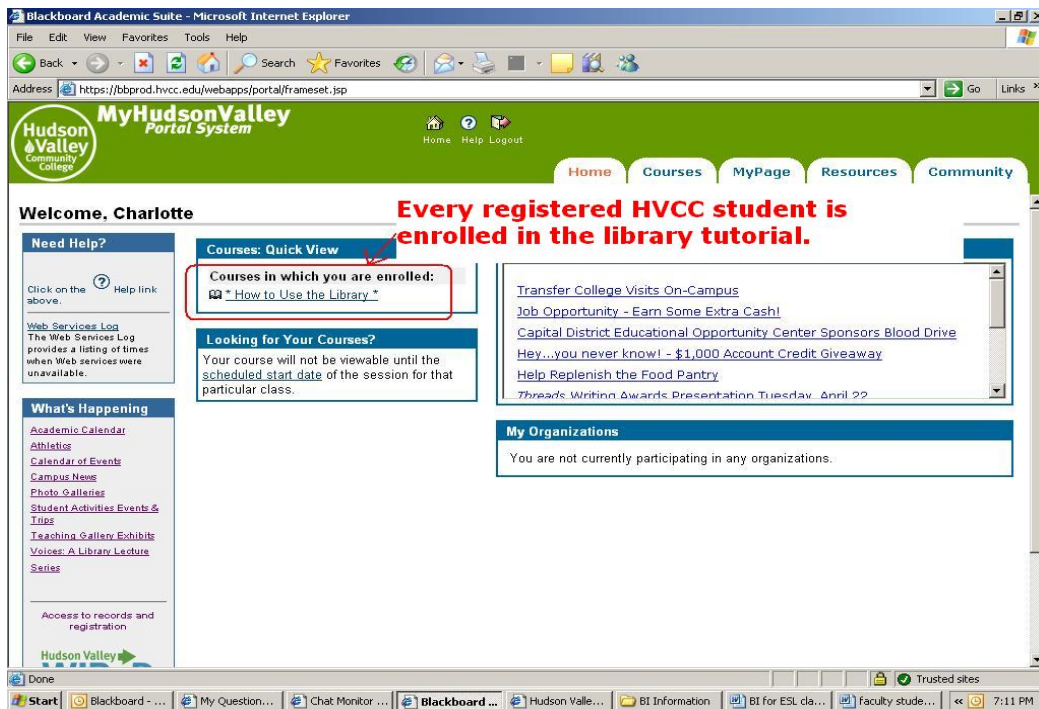 Blackboard Academic Suite - Microsoft Internet Explorer
File Edit View Favorites Tools Help
Back Search Favorites
Address https://bbprod.hvcc.edu/webapps/portal/frameset.jsp Go Links »
Hudson
Valley
Community
College
MyHudsonValley
Portal System
Home Help Logout
Home Courses MyPage Resources Community
Welcome, Charlotte
Every registered HVCC student is
enrolled in the library tutorial.
Need Help?
Click on the ? Help link
above.
Web Services Log
The Web Services Log
provides a listing of times
when Web services were
unavailable.
What's Happening
Academic Calendar
Athletics
Calendar of Events
Campus News
Photo Galleries
Student Activities Events &
Trips
Teaching Gallery Exhibits
Voices: A Library Lecture
Series
Access to records and
registration
Hudson Valley
Courses: Quick View
Courses in which you are enrolled:
* How to Use the Library *
Looking for Your Courses?
Your course will not be viewable until the
scheduled start date of the session for that
particular class.
Transfer College Visits On-Campus
Job Opportunity - Earn Some Extra Cash!
Capital District Educational Opportunity Center Sponsors Blood Drive
Hey...you never know! - $1,000 Account Credit Giveaway
Help Replenish the Food Pantry
Threads Writing Awards Presentation Tuesday, April 22
My Organizations
You are not currently participating in any organizations.
Done Trusted sites
Start Blackboard - ... My Question... Chat Monitor ... Blackboard ... Hudson Valle... BI Information BI for ESL cla... faculty stude... « 7:11 PM